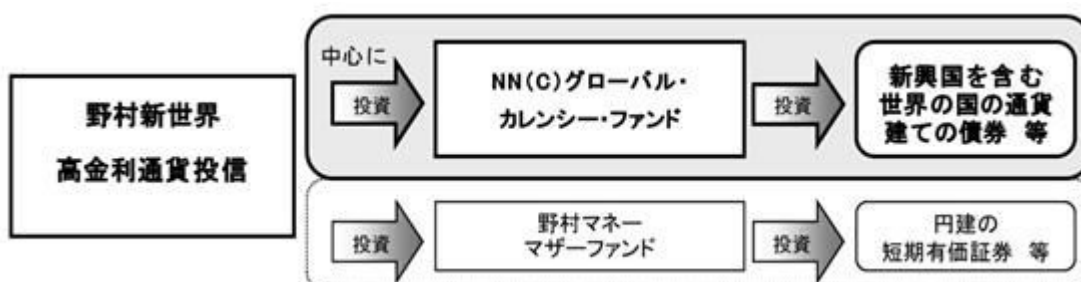 野村新世界
高金利通貨投信
中心に
投資
NN(C)グローバル・
カレンシー・ファンド
投資
新興国を含む
世界の国の通貨
建ての債券 等
投資
野村マネー
マザーファンド
投資
円建の
短期有価証券 等